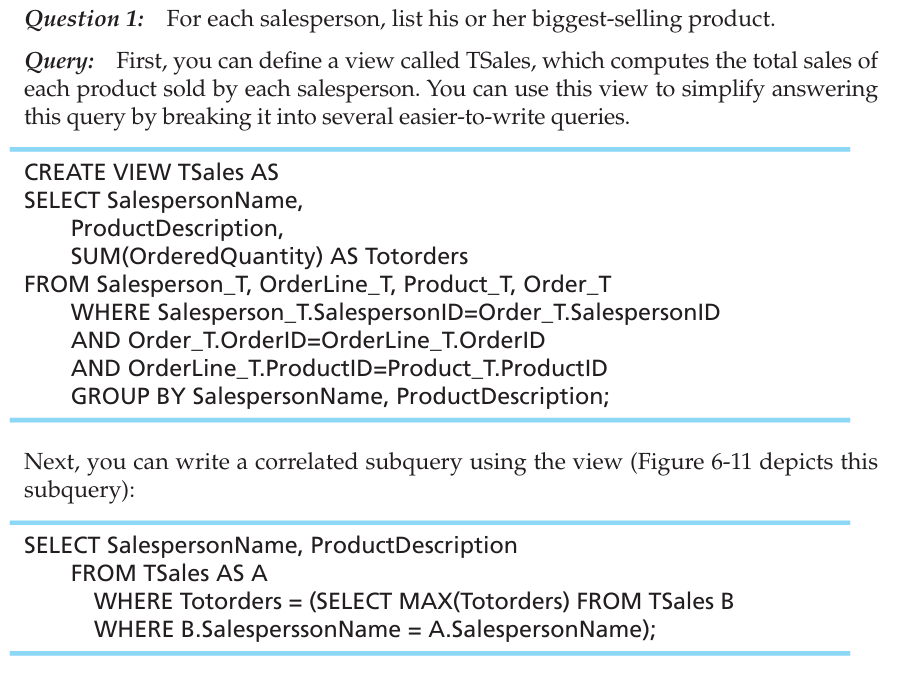 Question 1: For each salesperson, list his or her biggest-selling product.
Query: First, you can define a view called TSales, which computes the total sales of
each product sold by each salesperson. You can use this view to simplify answering
this query by breaking it into several easier-to-write queries.
CREATE VIEW TSales AS
SELECT SalespersonName,
ProductDescription,
SUM(OrderedQuantity) AS Totorders
FROM Salesperson_T, OrderLine_T, Product_T, Order_T
WHERE Salesperson_T.SalespersonID=Order_T.SalespersonID
AND Order_T.OrderID=OrderLine_T.OrderID
AND OrderLine_T.ProductID=Product_T.ProductID
GROUP BY SalespersonName, ProductDescription;
Next, you can write a correlated subquery using the view (Figure 6-11 depicts this
subquery):
SELECT SalespersonName, ProductDescription
FROM TSales AS A
WHERE Totorders = (SELECT MAX(Totorders) FROM TSales B
WHERE B.SalesperssonName = A.SalespersonName);